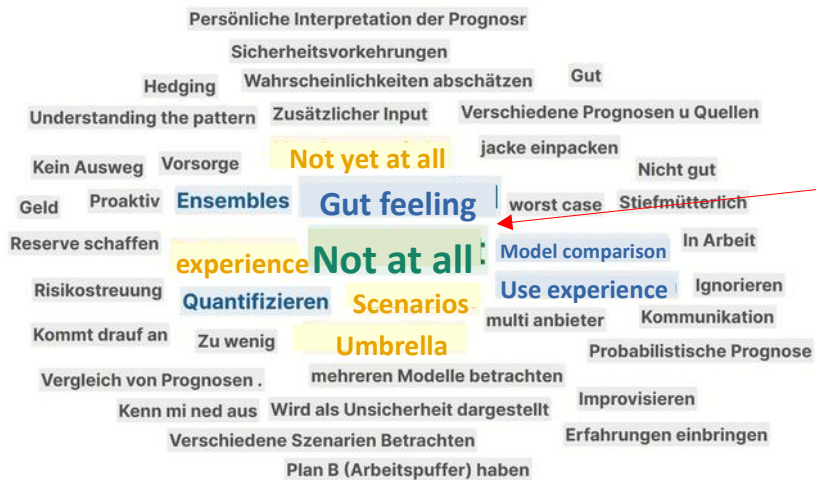 Persönliche Interpretation der Prognosr
Sicherheitsvorkehrungen
Hedging Wahrscheinlichkeiten abschätzen Gut
Understanding the pattern Zusätzlicher Input Verschiedene Prognosen u Quellen
Kein Ausweg Vorsorge Not yet at all jacke einpacken Nicht gut
Geld Proaktiv Ensembles Gut feeling worst case Stiefmütterlich
Reserve schaffen experience Not at all Model comparison In Arbeit
Risikostreuung Quantifizieren Scenarios Use experience Ignorieren
Kommt drauf an Zu wenig Umbrella multi anbieter Kommunikation
Probabilistische Prognose
Vergleich von Prognosen . mehreren Modelle betrachten
Kenn mi ned aus Wird als Unsicherheit dargestellt Improvisieren
Verschiedene Szenarien Betrachten Erfahrungen einbringen
Plan B (Arbeitspuffer) haben